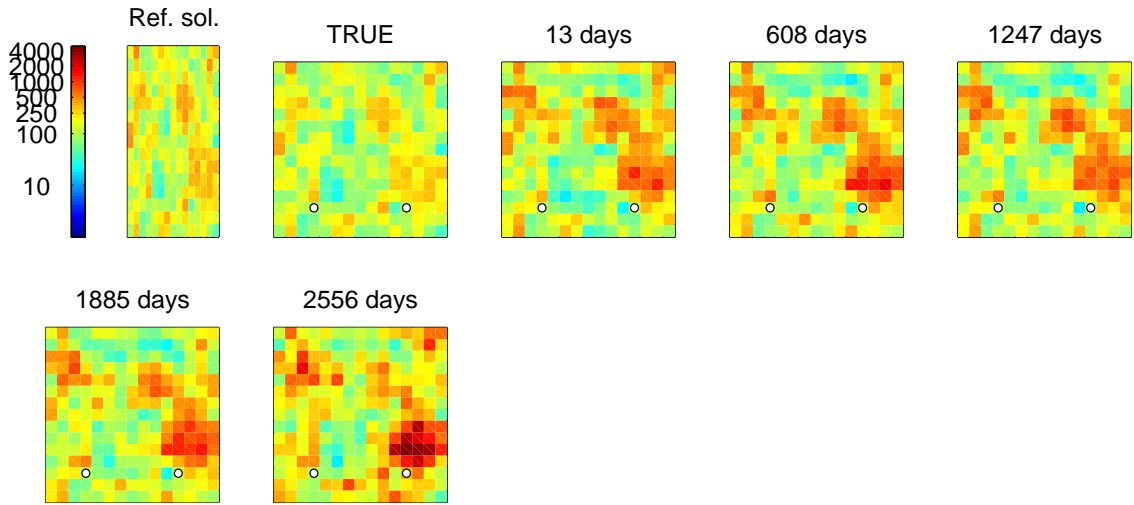 Ref. sol.
TRUE
13 days
608 days
1247 days
4000
2000
1000
500
250
100
10
1885 days
2556 days